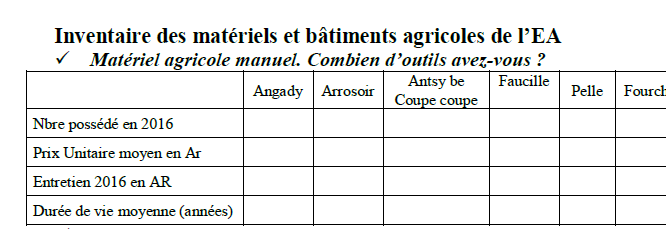 Inventaire des matériels et bâtiments agricoles de l'EA
✓ Matériel agricole manuel. Combien d'outils avez-vous ?
Angady Arrosoir Antsy be Coupe coupe Faucille Pelle Fourch
Nbre possédé en 2016
Prix Unitaire moyen en Ar
Entretien 2016 en AR
Durée de vie moyenne (années)